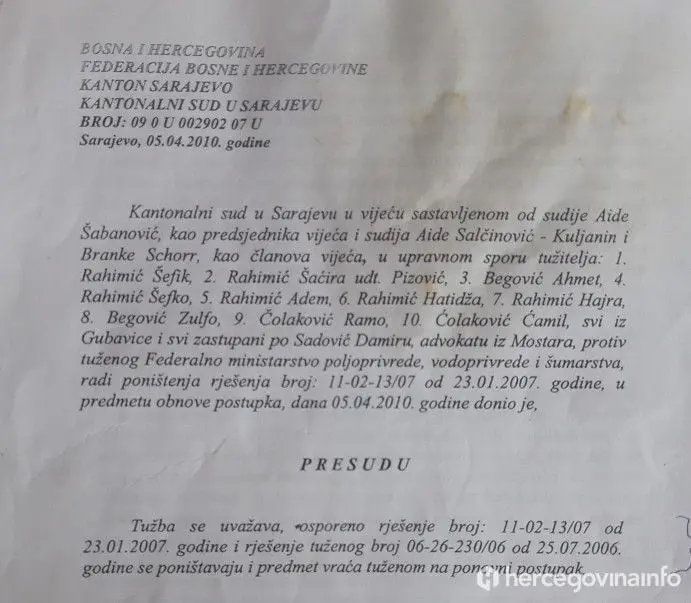 BOSNA I HERCEGOVINA
FEDERACIJA BOSNE I HERCEGOVINE
KANTON SARAJEVO
KANTONALNI SUD U SARAJEVU
BROJ: 09 0 U 002902 07 U
Sarajevo, 05.04.2010. godine
Kantonalni sud u Sarajevu u vijeću sastavljenom od sudije Aide
Šabanović, kao predsjednika vijeća i sudija Aide Salčinović - Kuljanin i
Branke Schorr, kao članova vijeća, u upravnom sporu tužitelja: 1.
Rahimić Šefik, 2. Rahimić Šaćira udt. Pizović, 3. Begović Ahmet, 4.
Rahimić Šefko, 5. Rahimić Adem, 6. Rahimić Hatidža, 7. Rahimić Hajra,
8. Begović Zulfo, 9. Čolaković Ramo, 10. Ćolaković Ćamil, svi iz
Gubavice i svi zastupani po Sadović Damiru, advokatu iz Mostara, protiv
tuženog Federalno ministarstvo poljoprivrede, vodoprivrede i šumarstva,
radi poništenja rješenja broj: 11-02-13/07 od 23.01.2007. godine, u
predmetu obnove postupka, dana 05.04.2010. godine donio je,
PRESUDU
Tužba se uvažava, osporeno rješenje broj: 11-02-13/07 od
23.01.2007. godine i rješenje tuženog broj 06-26-230/06 od 25.07.2006.
godine se poništavaju i predmet vraća tuženom na ponovni postupak.
hercegovinainfo